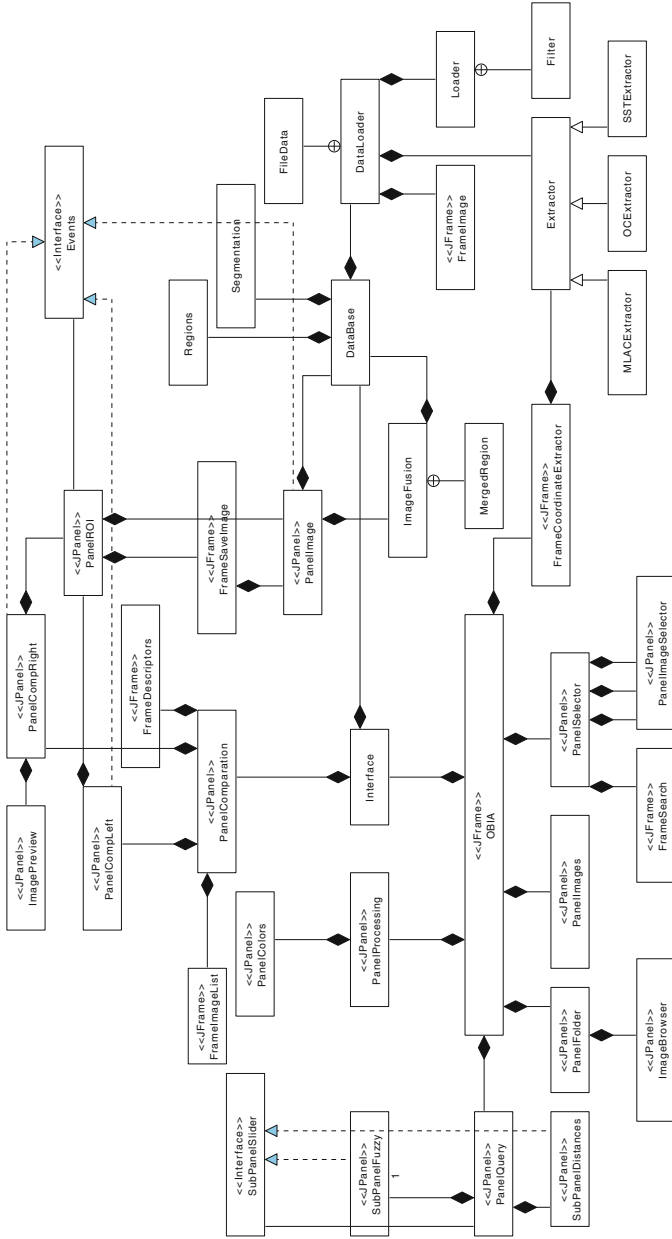 <<Interface>>
Events
<<JPanel>>
PanelCompRight
<<JPanel>>
ImagePreview
<<JPanel>>
PanelROI
<<JPanel>>
PanelCompLeft
FileData
Segmentation
Regions
<<JFrame>>
FrameSaveImage
<<JFrame>>
FrameDescriptors
<<JPanel>>
PanelComparation
<<JFrame>>
FrameImageList
<<JPanel>>
PanelColors
<<Interface>>
SubPanelSlider
<<JPanel>>
PanelImage
DataLoader
DataBase
Interface
<<JPanel>>
PanelProcessing
<<JPanel>>
SubPanelFuzzy
1
ImageFusion
Loader
<<JFrame>>
FrameImage
MergedRegion
<<JFrame>>
OBIA
<<JPanel>>
PanelQuery
Filter
Extractor
<<JFrame>>
FrameCoordinateExtractor
<<JPanel>>
PanelSelector
<<JPanel>>
PanelImages
<<JPanel>>
PanelFolder
<<JPanel>>
SubPanelDistances
SSTExtractor
OCExtractor
MLACExtractor
<<JPanel>>
PanelImageSelector
<<JFrame>>
FrameSearch
<<JPanel>>
ImageBrowser